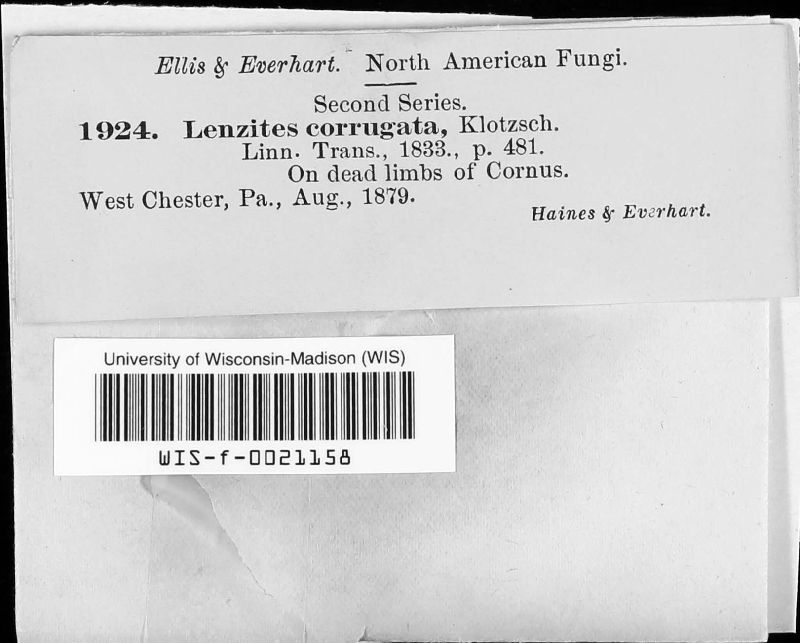 Ellis & Everhart. North American Fungi.
Second Series.
1924. Lenzites corrugata, Klotzsch.
Linn. Trans., 1833., p. 481.
On dead limbs of Cornus.
West Chester, Pa., Aug., 1879.
Haines & Everhart.
University of Wisconsin-Madison (WIS)
WIS-f-0021158